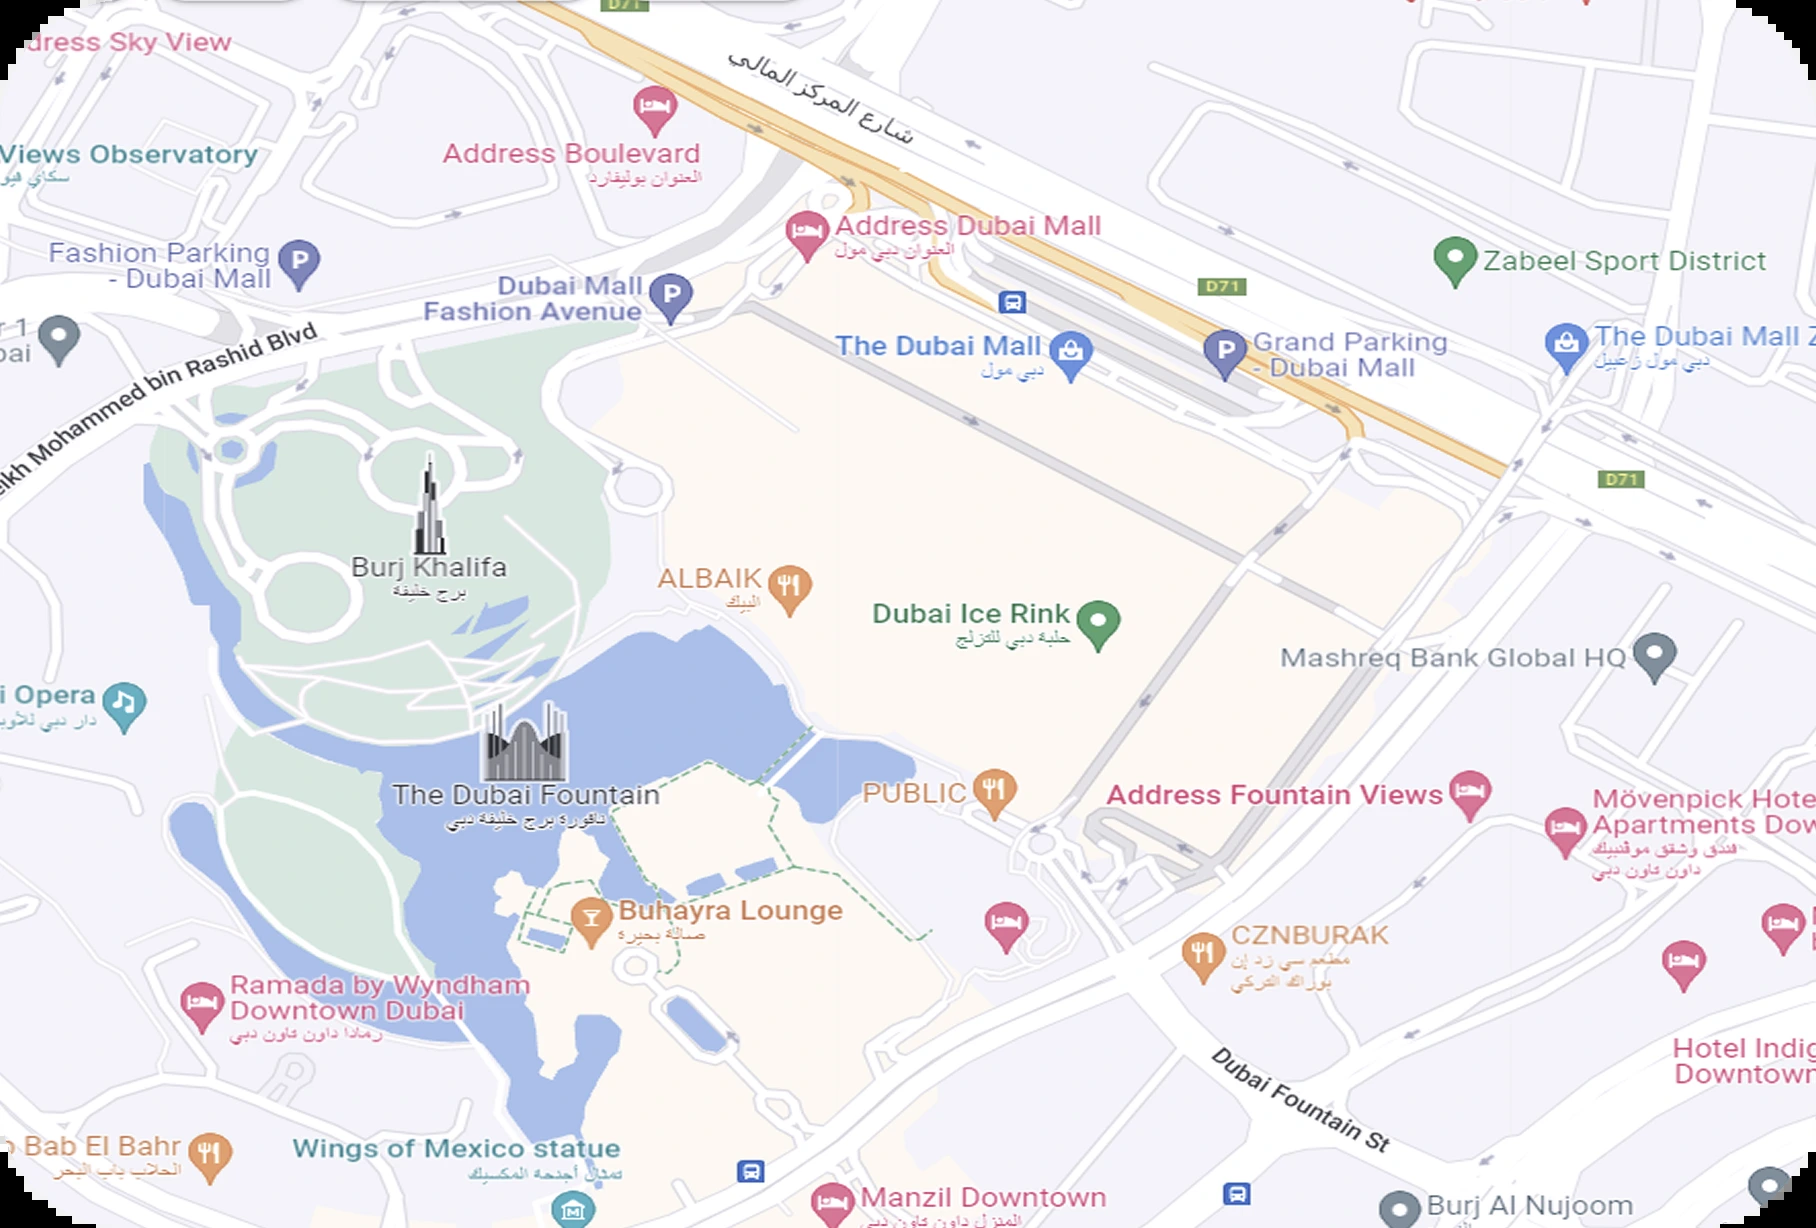 D71
dress Sky View
شارع المركز المالي
Address Boulevard
العنوان بوليفارد
Views Observatory
سكاي فيو
Address Dubai Mall
العنوان دبي مول
Fashion Parking
- Dubai Mall
P
Dubai Mall
Fashion Avenue
P
D71
Zabeel Sport District
r 1
bai
eikh Mohammed bin Rashid Blvd
The Dubai Mall
دبي مول
P
Grand Parking
- Dubai Mall
The Dubai Mall Z
دبي مول زعبيل
D71
Burj Khalifa
برج خليفة
ALBAIK
البيك
Dubai Ice Rink
حلبة دبي للتزلج
Mashreq Bank Global HQ
i Opera
دار دبي للأوب
The Dubai Fountain
نافورة برج خليفة دبي
PUBLIC
Address Fountain Views
Mövenpick Hote
Apartments Dow
فندق وشقق موڤنبيك
داون تاون دبي
Buhayra Lounge
صالة بحيرة
CZNBURAK
مطعم سي زد إن
بوراك التركي
Ramada by Wyndham
Downtown Dubai
رمادا داون تاون دبي
Hotel Indig
Downtown
Dubai Fountain St
Bab El Bahr
الحلاب باب البحر
Wings of Mexico statue
تمثال أجنحة المكسيك
Manzil Downtown
المنزل داون تاون دبي
Burj Al Nujoom